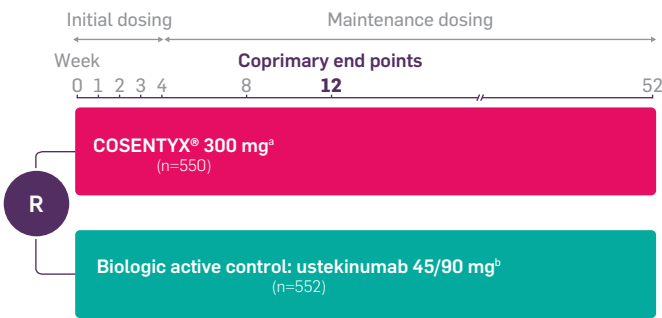 Initial dosing Maintenance dosing
Week Coprimary end points
0 1 2 3 4 8 12 52
COSENTYX® 300 mgᵃ
(n=550)
R
Biologic active control: ustekinumab 45/90 mgᵇ
(n=552)